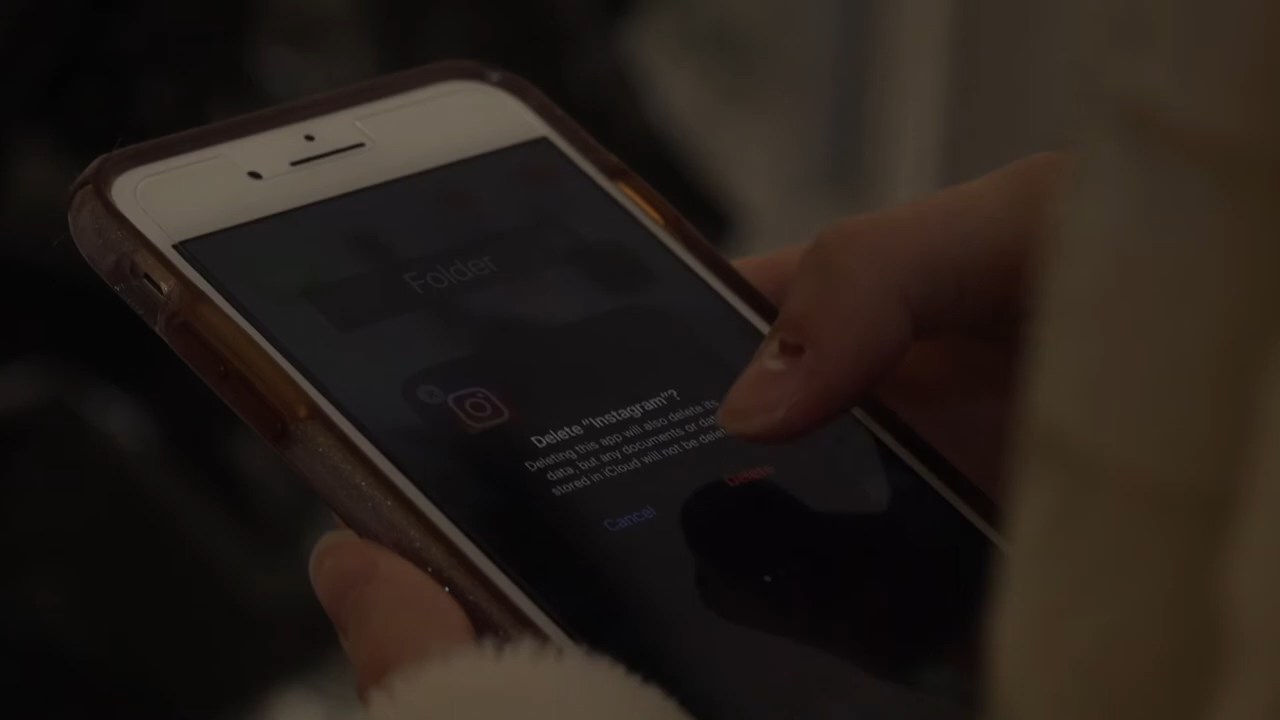 Folder
Delete "Instagram"?
Deleting this app will also delete its
data, but any documents or data
stored in iCloud will not be
Delete
Cancel